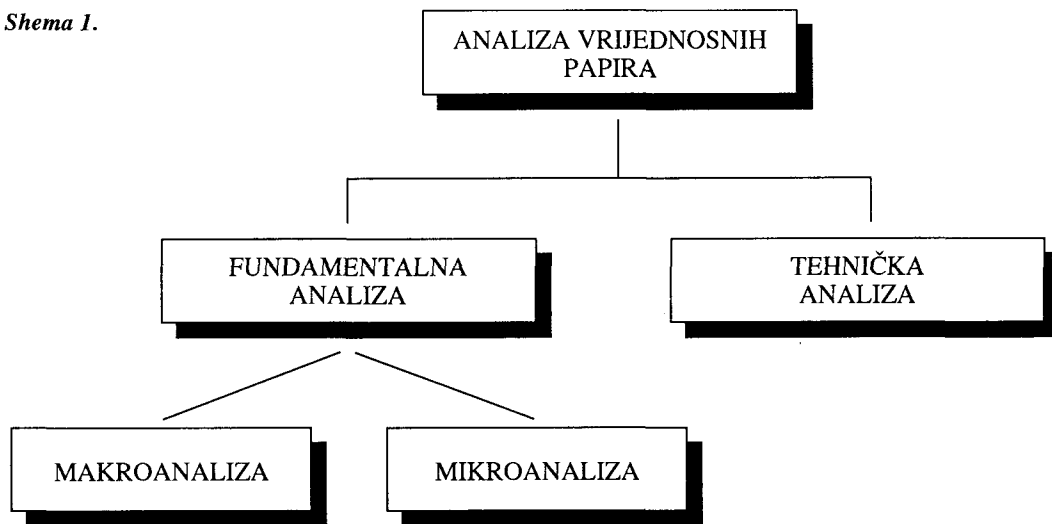 Shema 1.
ANALIZA VRIJEDNOSNIH
PAPIRA
FUNDAMENTALNA
ANALIZA
TEHNIČKA
ANALIZA
MAKROANALIZA
MIKROANALIZA